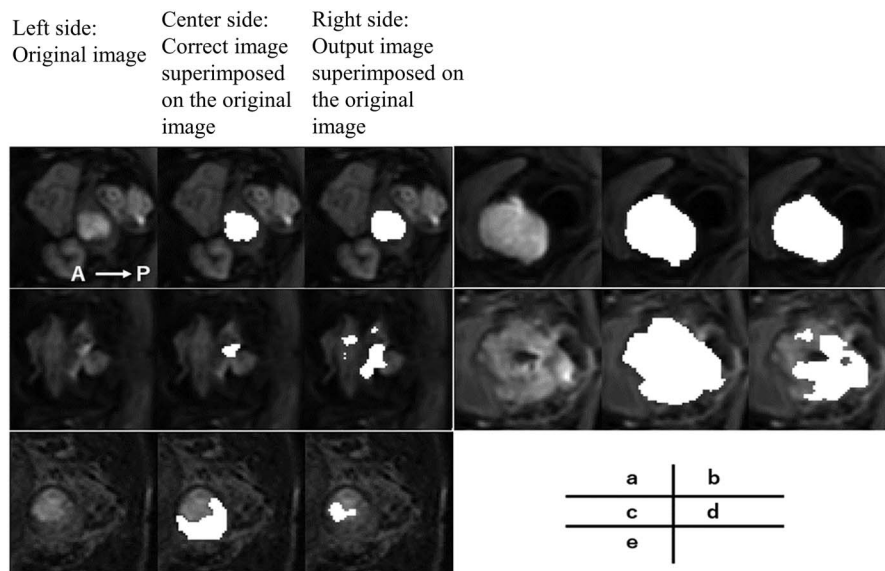 Left side:
Original image
Center side:
Correct image
superimposed
on the original
image
Right side:
Output image
superimposed on
the original
image
A → P
a b
c d
e